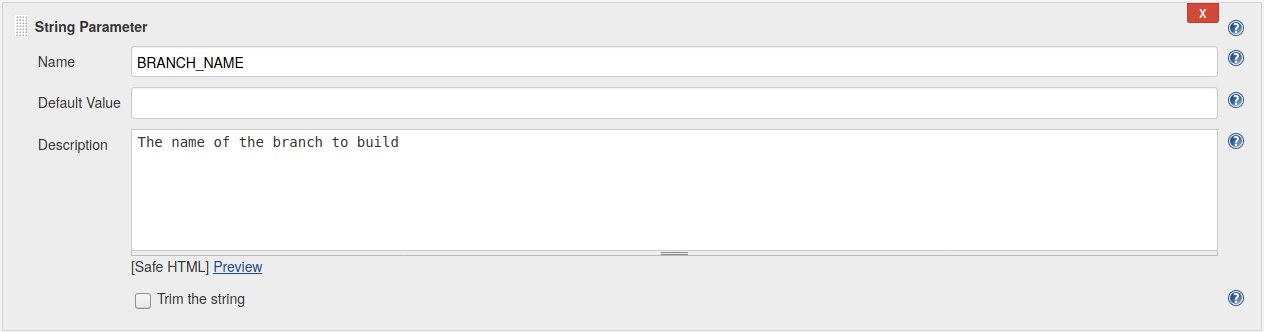 String Parameter
X
Name
BRANCH_NAME
Default Value
Description
The name of the branch to build
[Safe HTML] Preview
Trim the string